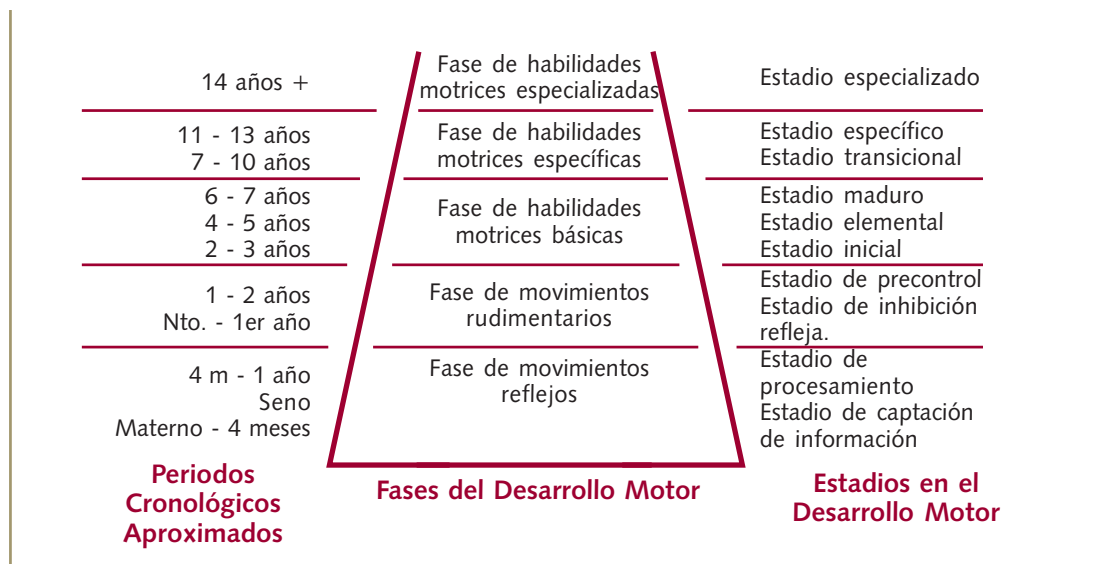 14 años +
Fase de habilidades
motrices especializadas
Estadio especializado
11 - 13 años
7 - 10 años
Fase de habilidades
motrices específicas
Estadio específico
Estadio transicional
6 - 7 años
4 - 5 años
2 - 3 años
Fase de habilidades
motrices básicas
Estadio maduro
Estadio elemental
Estadio inicial
1 - 2 años
Nto. - 1er año
Fase de movimientos
rudimentarios
Estadio de precontrol
Estadio de inhibición
refleja.
4 m - 1 año
Seno
Materno - 4 meses
Fase de movimientos
reflejos
Estadio de
procesamiento
Estadio de captación
de información
Periodos
Cronológicos
Aproximados
Fases del Desarrollo Motor
Estadios en el
Desarrollo Motor